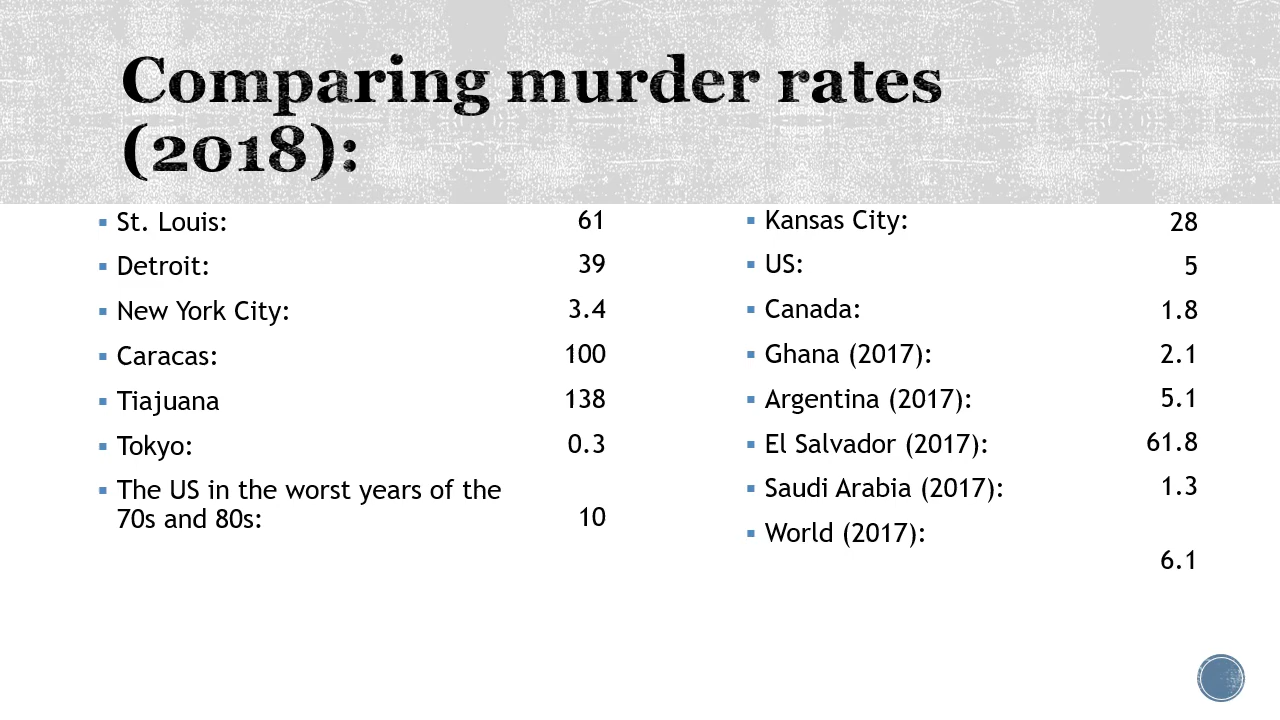 Comparing murder rates
(2018):
St. Louis: 61
Detroit: 39
New York City: 3.4
Caracas: 100
Tiajuana 138
Tokyo: 0.3
The US in the worst years of the
70s and 80s: 10
Kansas City: 28
US: 5
Canada: 1.8
Ghana (2017): 2.1
Argentina (2017): 5.1
El Salvador (2017): 61.8
Saudi Arabia (2017): 1.3
World (2017):
6.1